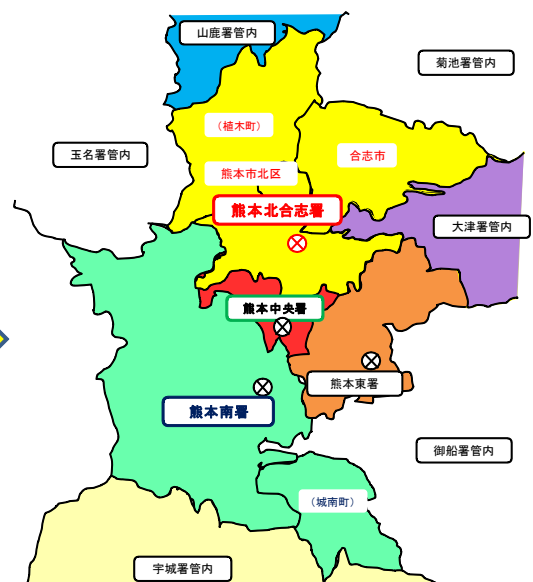 山鹿署管内
菊池署管内
（植木町）
玉名署管内
合志市
熊本市北区
熊本北合志署
大津署管内
熊本中央署
熊本東署
熊本南署
御船署管内
（城南町）
宇城署管内